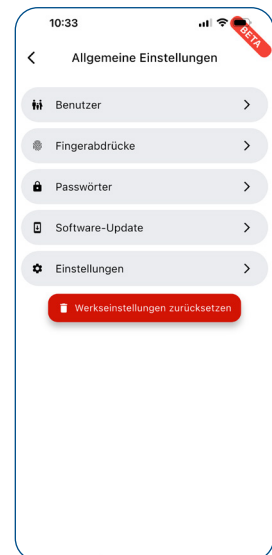 10:33
BETA
Allgemeine Einstellungen
Benutzer
Fingerabdrücke
Passwörter
Software-Update
Einstellungen
Werkseinstellungen zurücksetzen